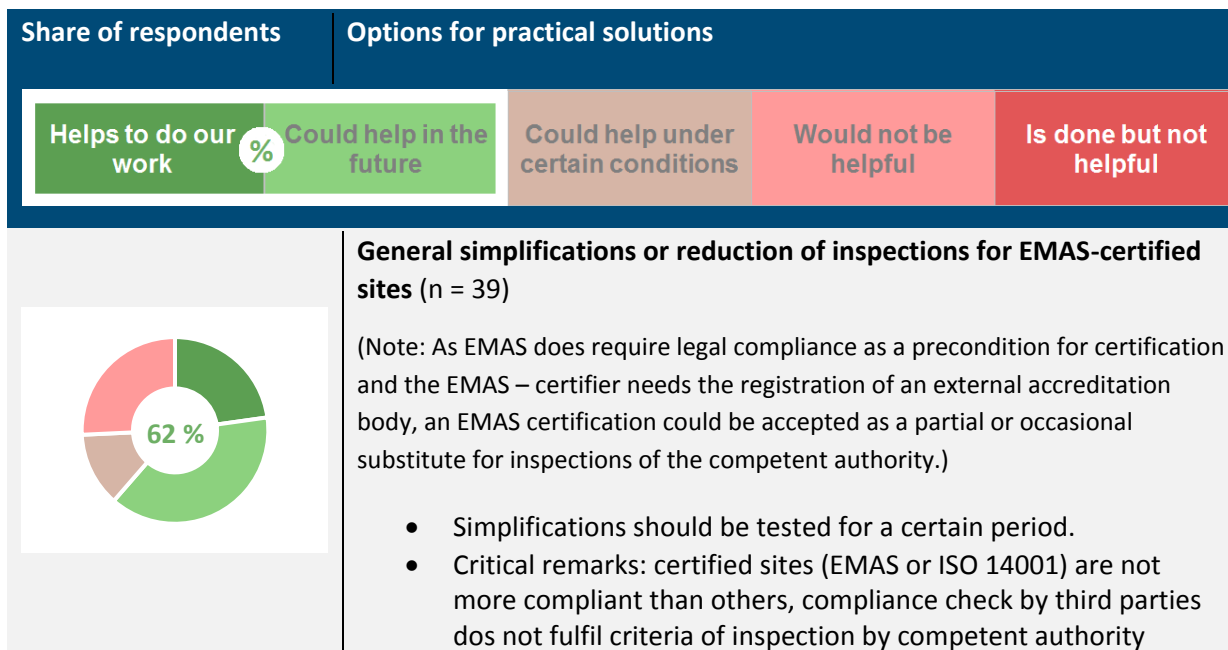 Share of respondents
Options for practical solutions
Helps to do our
work
%
Could help in the
future
Could help under
certain conditions
Would not be
helpful
Is done but not
helpful
General simplifications or reduction of inspections for EMAS-certified
sites (n = 39)
(Note: As EMAS does require legal compliance as a precondition for certification
and the EMAS – certifier needs the registration of an external accreditation
body, an EMAS certification could be accepted as a partial or occasional
substitute for inspections of the competent authority.)
62 %
• Simplifications should be tested for a certain period.
• Critical remarks: certified sites (EMAS or ISO 14001) are not
more compliant than others, compliance check by third parties
dos not fulfil criteria of inspection by competent authority